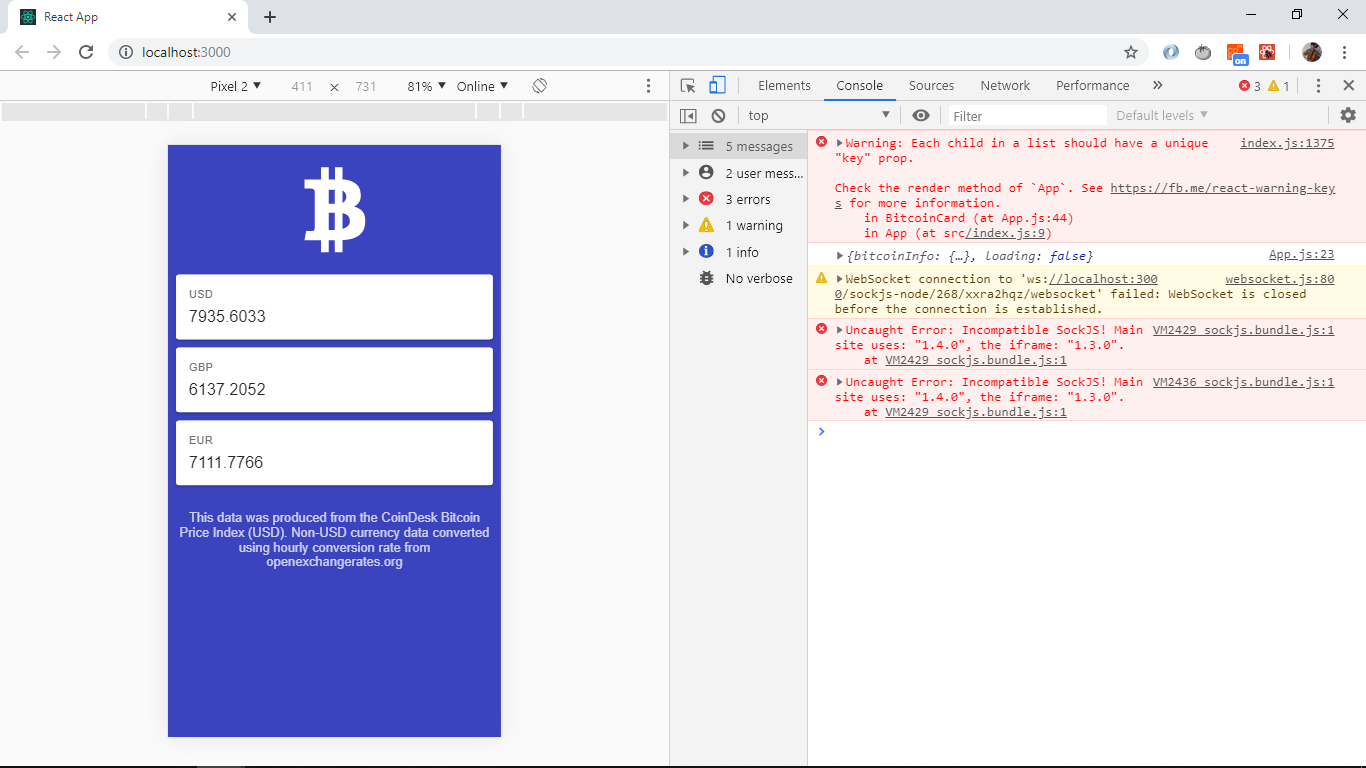 React App
localhost:3000
on
Pixel 2 411 × 731 81% Online
Elements Console Sources Network Performance 3 1
top Filter Default levels
USD
7935.6033
GBP
6137.2052
EUR
7111.7766
This data was produced from the CoinDesk Bitcoin
Price Index (USD). Non-USD currency data converted
using hourly conversion rate from
openexchangerates.org
5 messages
2 user mess...
3 errors
1 warning
1 info
No verbose
Warning: Each child in a list should have a unique index.js:1375
"key" prop.
Check the render method of `App`. See https://fb.me/react-warning-key
s for more information.
in BitcoinCard (at App.js:44)
in App (at src/index.js:9)
{bitcoinInfo: {…}, loading: false} App.js:23
WebSocket connection to 'ws://localhost:300 websocket.js:80
0/sockjs-node/268/xxra2hqz/websocket' failed: WebSocket is closed
before the connection is established.
Uncaught Error: Incompatible SockJS! Main VM2429 sockjs.bundle.js:1
site uses: "1.4.0", the iframe: "1.3.0".
at VM2429 sockjs.bundle.js:1
Uncaught Error: Incompatible SockJS! Main VM2436 sockjs.bundle.js:1
site uses: "1.4.0", the iframe: "1.3.0".
at VM2429 sockjs.bundle.js:1